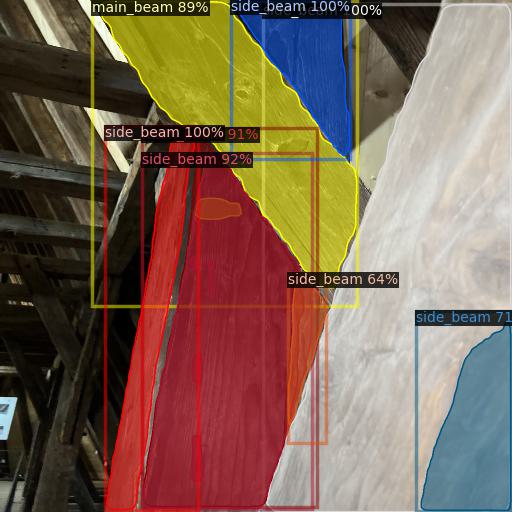 main_beam 89%
side_beam 100%
00%
side_beam 100%
91%
side_beam 92%
side_beam 64%
side_beam 71